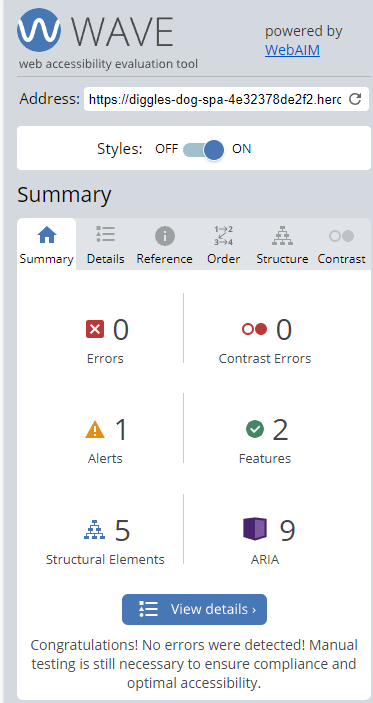 WAVE
web accessibility evaluation tool
powered by
WebAIM
Address: https://diggles-dog-spa-4e32378de2f2.herc
Styles: OFF ON
Summary
Summary Details Reference Order Structure Contrast
0 0
Errors Contrast Errors
1 2
Alerts Features
5 9
Structural Elements ARIA
View details ›
Congratulations! No errors were detected! Manual
testing is still necessary to ensure compliance and
optimal accessibility.